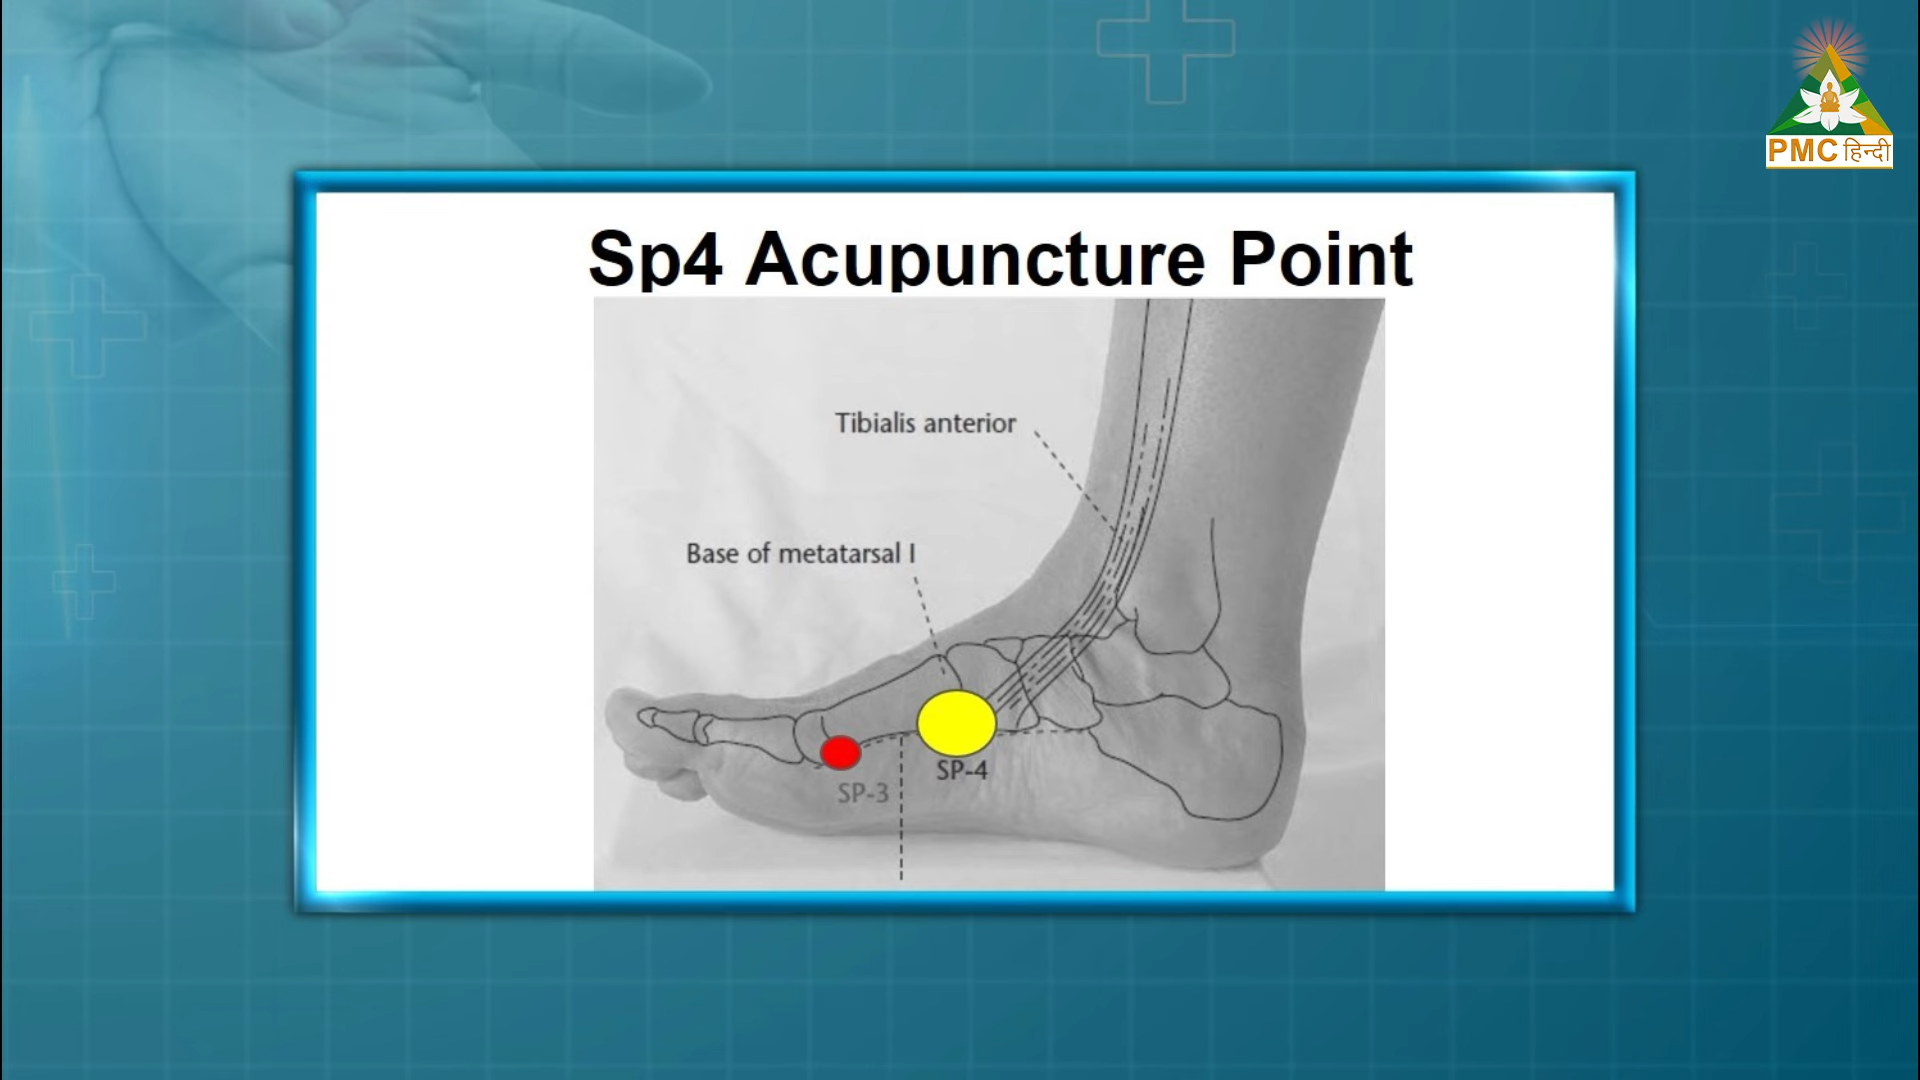 PMC हिन्दी
Sp4 Acupuncture Point
Tibialis anterior
Base of metatarsal I
SP-4
SP-3